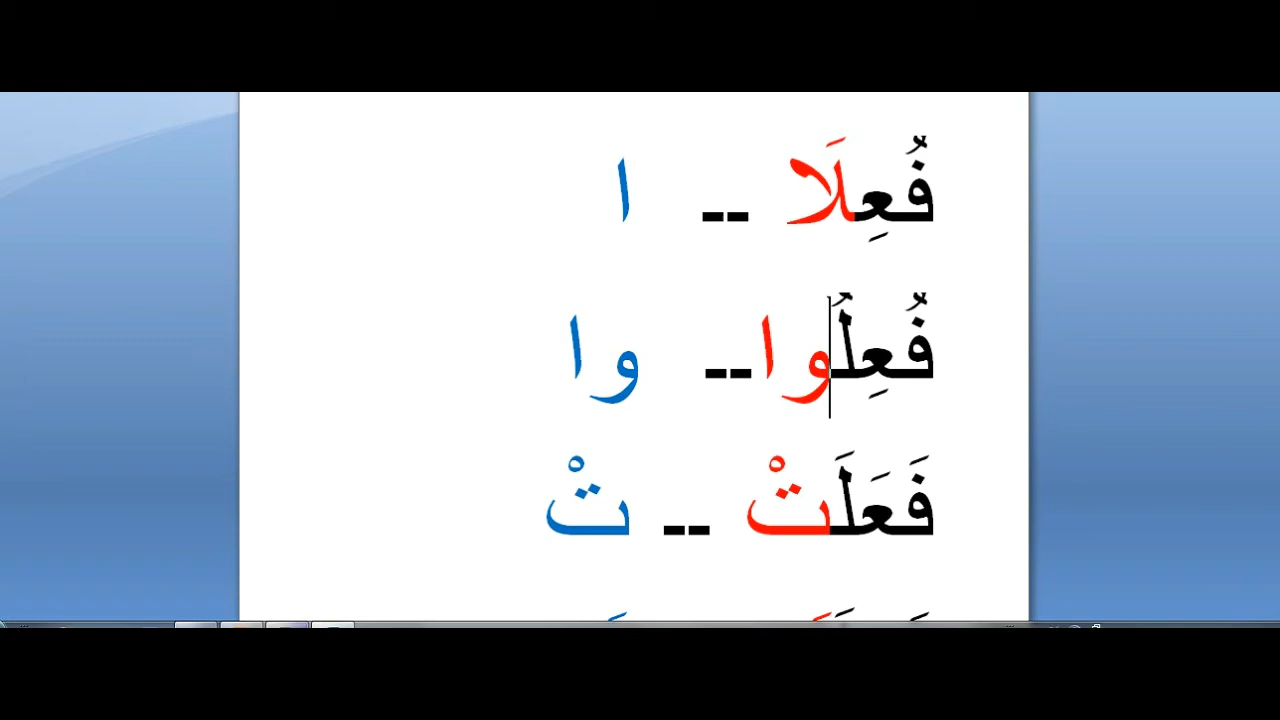 فُعِلَا -- ا
فُعِلُوا -- وا
فَعَلَتْ -- تْ